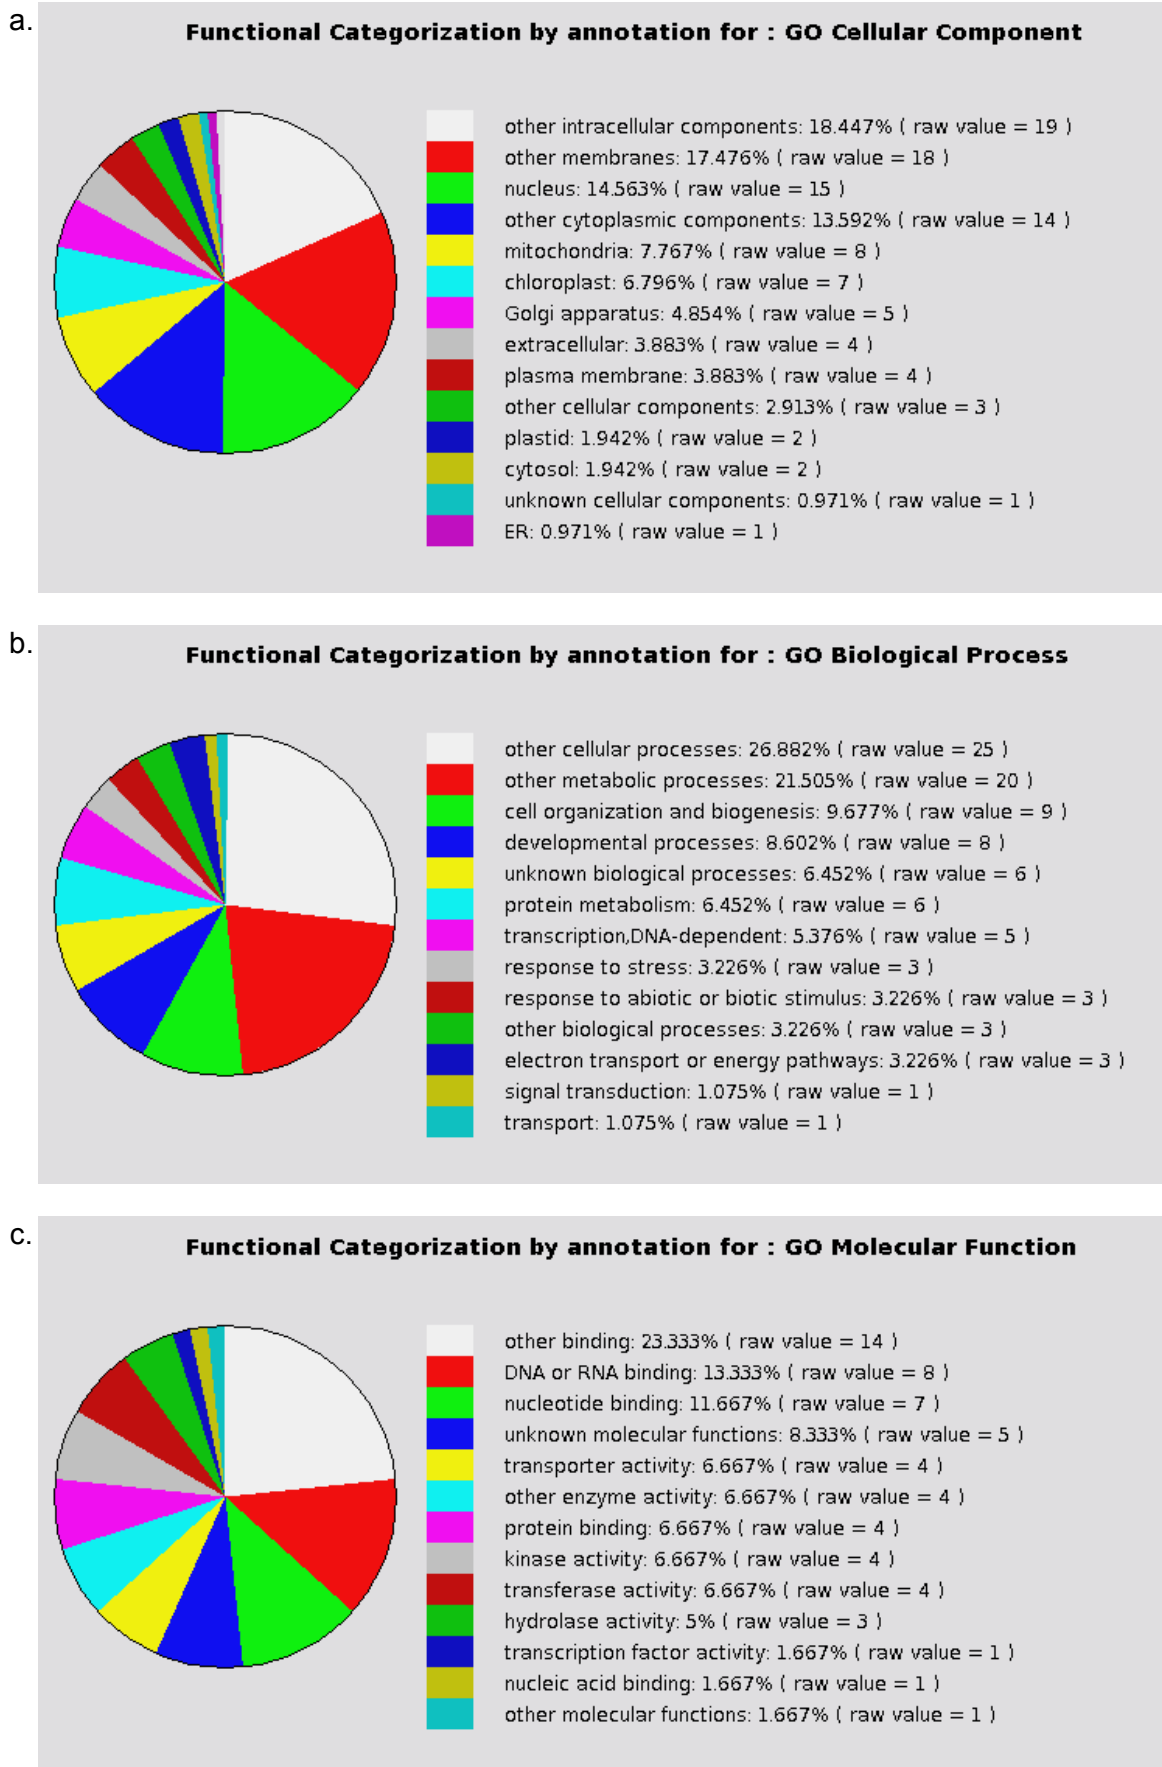 a.
Functional Categorization by annotation for : GO Cellular Component
other intracellular components: 18.447% ( raw value = 19 )
other membranes: 17.476% ( raw value = 18 )
nucleus: 14.563% ( raw value = 15 )
other cytoplasmic components: 13.592% ( raw value = 14 )
mitochondria: 7.767% ( raw value = 8 )
chloroplast: 6.796% ( raw value = 7 )
Golgi apparatus: 4.854% ( raw value = 5 )
extracellular: 3.883% ( raw value = 4 )
plasma membrane: 3.883% ( raw value = 4 )
other cellular components: 2.913% ( raw value = 3 )
plastid: 1.942% ( raw value = 2 )
cytosol: 1.942% ( raw value = 2 )
unknown cellular components: 0.971% ( raw value = 1 )
ER: 0.971% ( raw value = 1 )
b.
Functional Categorization by annotation for : GO Biological Process
other cellular processes: 26.882% ( raw value = 25 )
other metabolic processes: 21.505% ( raw value = 20 )
cell organization and biogenesis: 9.677% ( raw value = 9 )
developmental processes: 8.602% ( raw value = 8 )
unknown biological processes: 6.452% ( raw value = 6 )
protein metabolism: 6.452% ( raw value = 6 )
transcription,DNA-dependent: 5.376% ( raw value = 5 )
response to stress: 3.226% ( raw value = 3 )
response to abiotic or biotic stimulus: 3.226% ( raw value = 3 )
other biological processes: 3.226% ( raw value = 3 )
electron transport or energy pathways: 3.226% ( raw value = 3 )
signal transduction: 1.075% ( raw value = 1 )
transport: 1.075% ( raw value = 1 )
c.
Functional Categorization by annotation for : GO Molecular Function
other binding: 23.333% ( raw value = 14 )
DNA or RNA binding: 13.333% ( raw value = 8 )
nucleotide binding: 11.667% ( raw value = 7 )
unknown molecular functions: 8.333% ( raw value = 5 )
transporter activity: 6.667% ( raw value = 4 )
other enzyme activity: 6.667% ( raw value = 4 )
protein binding: 6.667% ( raw value = 4 )
kinase activity: 6.667% ( raw value = 4 )
transferase activity: 6.667% ( raw value = 4 )
hydrolase activity: 5% ( raw value = 3 )
transcription factor activity: 1.667% ( raw value = 1 )
nucleic acid binding: 1.667% ( raw value = 1 )
other molecular functions: 1.667% ( raw value = 1 )